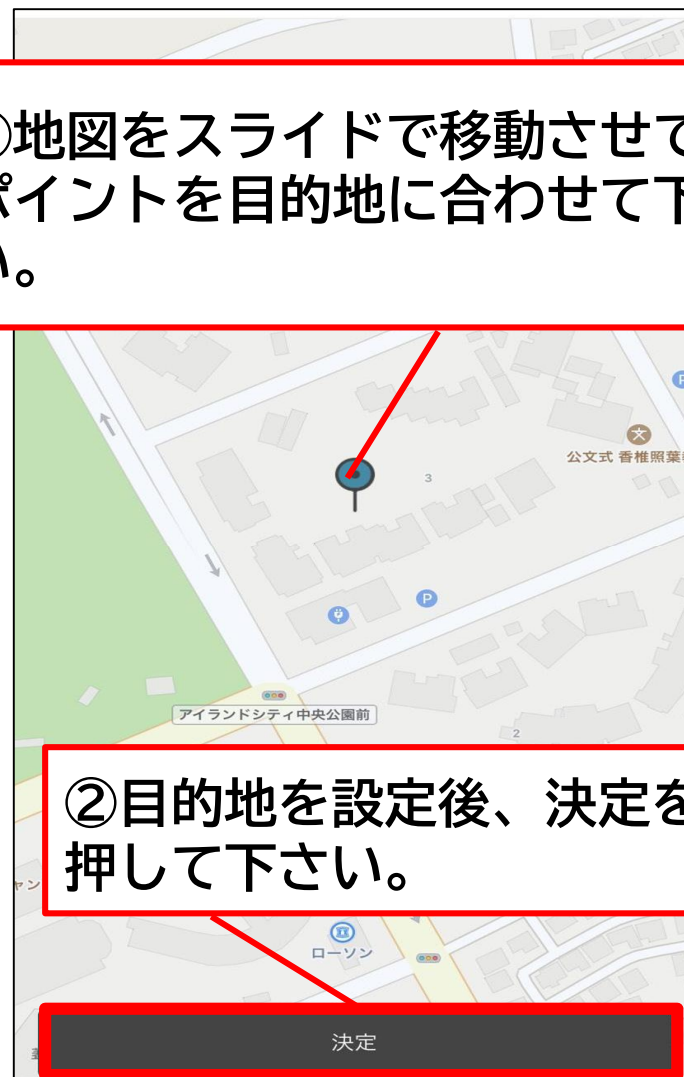 地図をスライドで移動させて
ポイントを目的地に合わせて下
い。
公文式 香椎照葉
3
P
P
アイランドシティ中央公園前
2
②目的地を設定後、決定を
押して下さい。
ャン
ローソン
決定